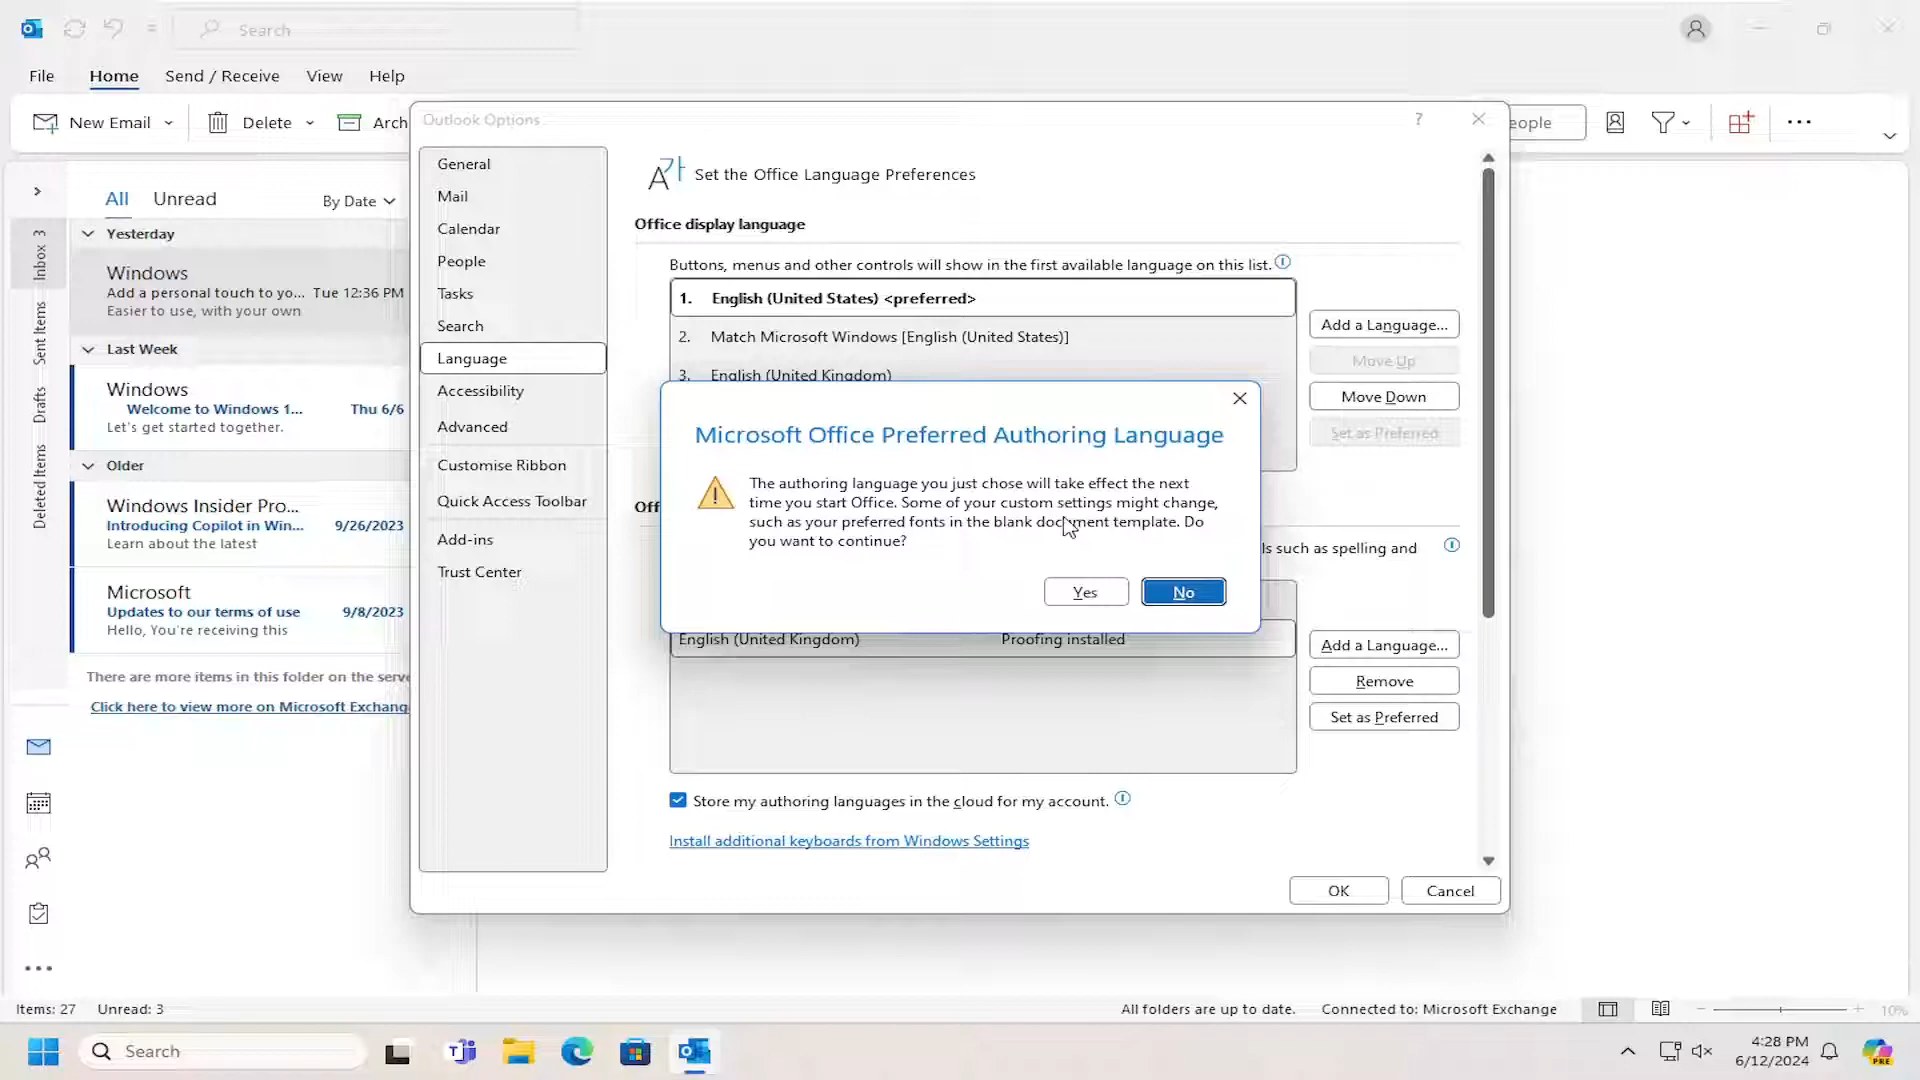 Search
File Home Send / Receive View Help
New Email Delete Arch
eople
Outlook Options
?
General
Mail
Calendar
People
Tasks
Search
Language
Accessibility
Advanced
Customise Ribbon
Quick Access Toolbar
Add-ins
Trust Center
All Unread By Date
Yesterday
Windows
Add a personal touch to yo... Tue 12:36 PM
Easier to use, with your own
Last Week
Windows
Welcome to Windows 1... Thu 6/6
Let's get started together.
Older
Windows Insider Pro...
Introducing Copilot in Win... 9/26/2023
Learn about the latest
Microsoft
Updates to our terms of use 9/8/2023
Hello, You're receiving this
There are more items in this folder on the serve
Click here to view more on Microsoft Exchang
Inbox 3
Sent Items
Drafts
Deleted Items
Set the Office Language Preferences
Office display language
Buttons, menus and other controls will show in the first available language on this list.
1. English (United States) <preferred>
2. Match Microsoft Windows [English (United States)]
3. English (United Kingdom)
Add a Language...
Move Up
Move Down
Set as Preferred
Off
ls such as spelling and
Microsoft Office Preferred Authoring Language
The authoring language you just chose will take effect the next
time you start Office. Some of your custom settings might change,
such as your preferred fonts in the blank document template. Do
you want to continue?
Yes No
English (United Kingdom) Proofing installed
Add a Language...
Remove
Set as Preferred
Store my authoring languages in the cloud for my account.
Install additional keyboards from Windows Settings
OK Cancel
Items: 27 Unread: 3
All folders are up to date. Connected to: Microsoft Exchange
10%
Search
4:28 PM
6/12/2024
PRE